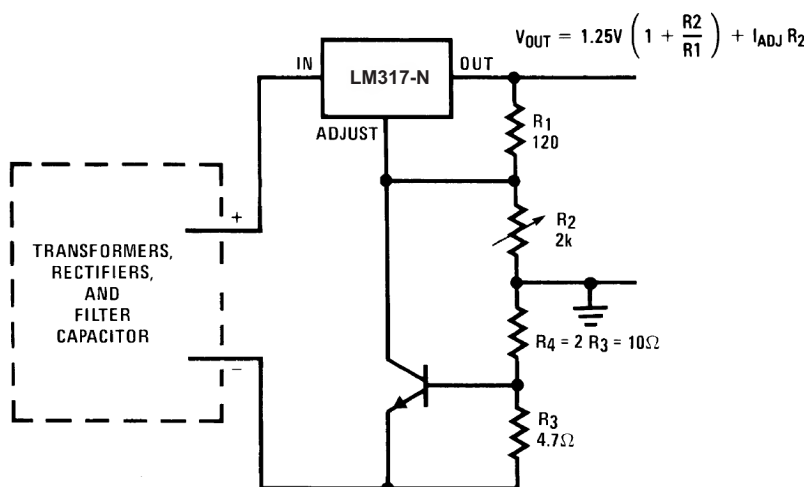 V_OUT = 1.25V (1 + R2/R1) + I_ADJ R2
IN
LM317-N
OUT
ADJUST
R1
120
+
R2
2k
TRANSFORMERS,
RECTIFIERS,
AND
FILTER
CAPACITOR
R4 = 2 R3 = 10Ω
−
R3
4.7Ω